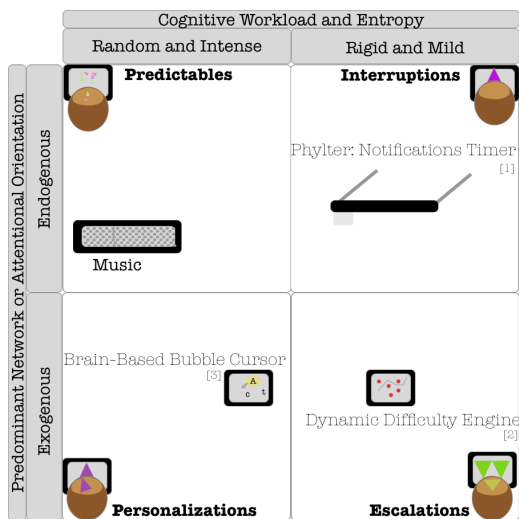 Cognitive Workload and Entropy
Random and Intense
Rigid and Mild
Predominant Network or Attentional Orientation
Endogenous
Exogenous
Predictables
Interruptions
Phylter: Notifications Timer
[1]
Music
Brain-Based Bubble Cursor
[3]
A
c
t
Dynamic Difficulty Engine
[2]
Personalizations
Escalations